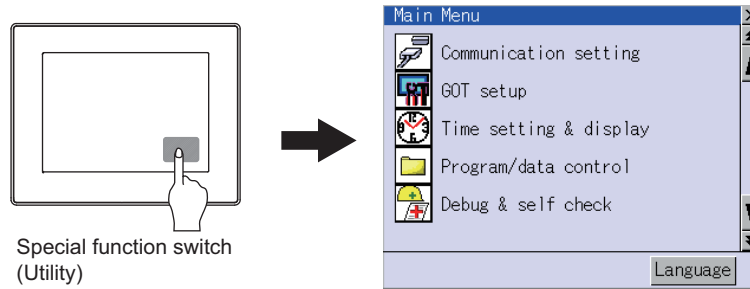 Special function switch
(Utility)
Main Menu
Communication setting
GOT setup
Time setting & display
Program/data control
Debug & self check
Language